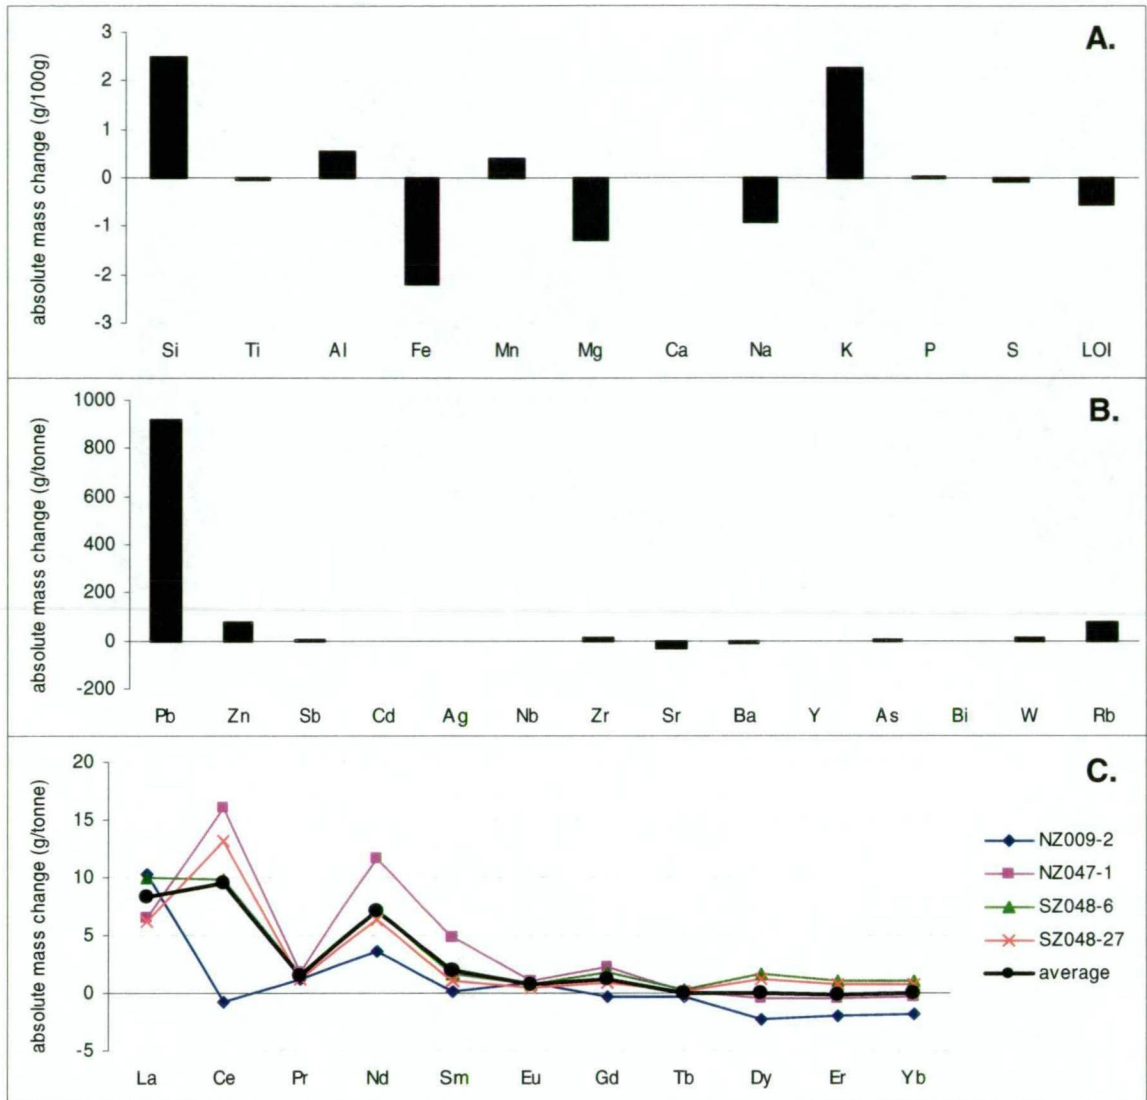 A.
absolute mass change (g/100g)
3
2
1
0
-1
-2
-3
Si Ti Al Fe Mn Mg Ca Na K P S LOI
B.
absolute mass change (g/tonne)
1000
800
600
400
200
0
-200
Pb Zn Sb Cd Ag Nb Zr Sr Ba Y As Bi W Rb
C.
absolute mass change (g/tonne)
20
15
10
5
0
-5
La Ce Pr Nd Sm Eu Gd Tb Dy Er Yb
NZ009-2
NZ047-1
SZ048-6
SZ048-27
average